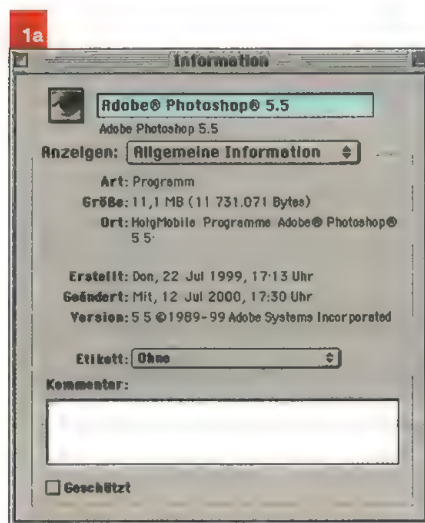 1a
Information
Adobe® Photoshop® 5.5
Adobe Photoshop 5.5
Anzeigen: Allgemeine Information
Art: Programm
Größe: 11,1 MB (11 731.071 Bytes)
Ort: HolgMobile Programme Adobe® Photoshop®
5 5
Erstellt: Don, 22 Jul 1999, 17:13 Uhr
Geändert: Mit, 12 Jul 2000, 17:30 Uhr
Version: 5 5 ©1989-99 Adobe Systems Incorporated
Etikett: Ohne
Kommentar:
Geschützt